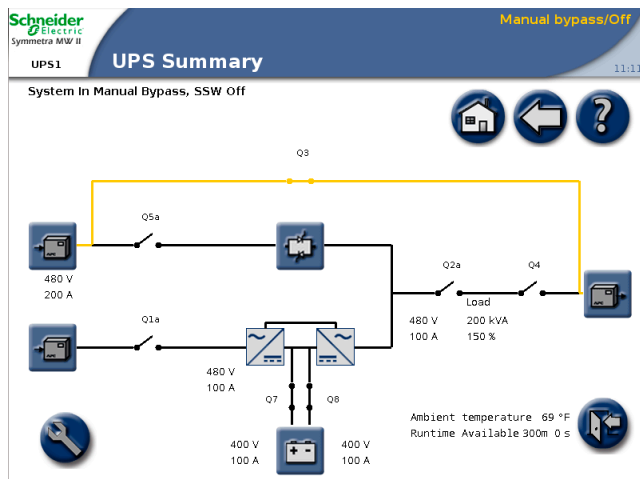 Schneider
Electric
Symmetra MW II
UPS1
UPS Summary
Manual bypass/Off
11:11
System In Manual Bypass, SSW Off
?
Q3
Q5a
480 V
200 A
Q2a
Q4
Load
480 V 200 kVA
100 A 150 %
Q1a
480 V
100 A
Q7
Q8
Ambient temperature 69 °F
Runtime Available 300m 0 s
400 V
100 A
400 V
100 A